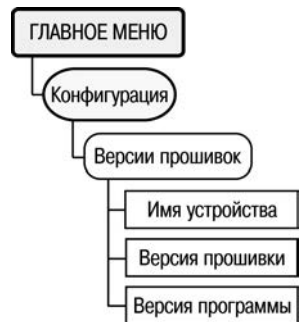 ГЛАВНОЕ МЕНЮ
Конфигурация
Версии прошивок
Имя устройства
Версия прошивки
Версия программы